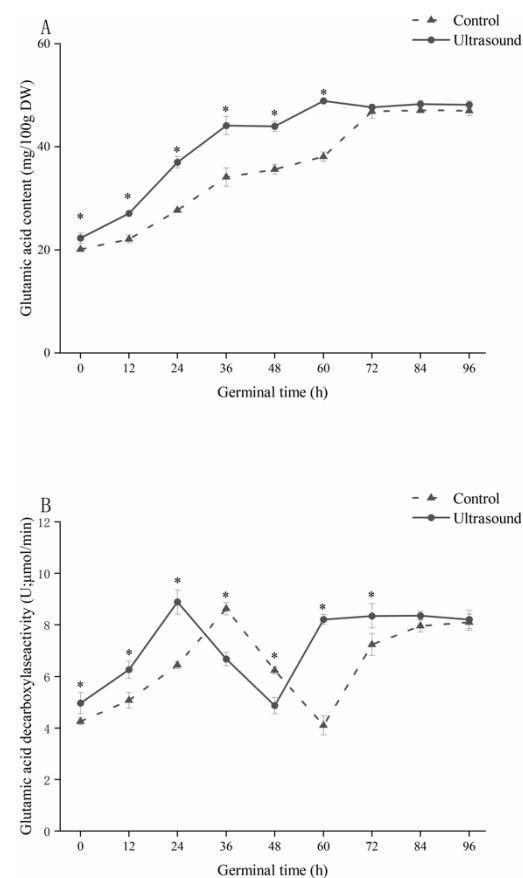 A
Control
Ultrasound
Glutamic acid content (mg/100g DW)
60
40
20
0
* * * * * *
0 12 24 36 48 60 72 84 96
Germinal time (h)
B
Control
Ultrasound
Glutamic acid decarboxylaseactivity (U;μmol/min)
12
10
8
6
4
2
0
* * * * * * *
0 12 24 36 48 60 72 84 96
Germinal time (h)